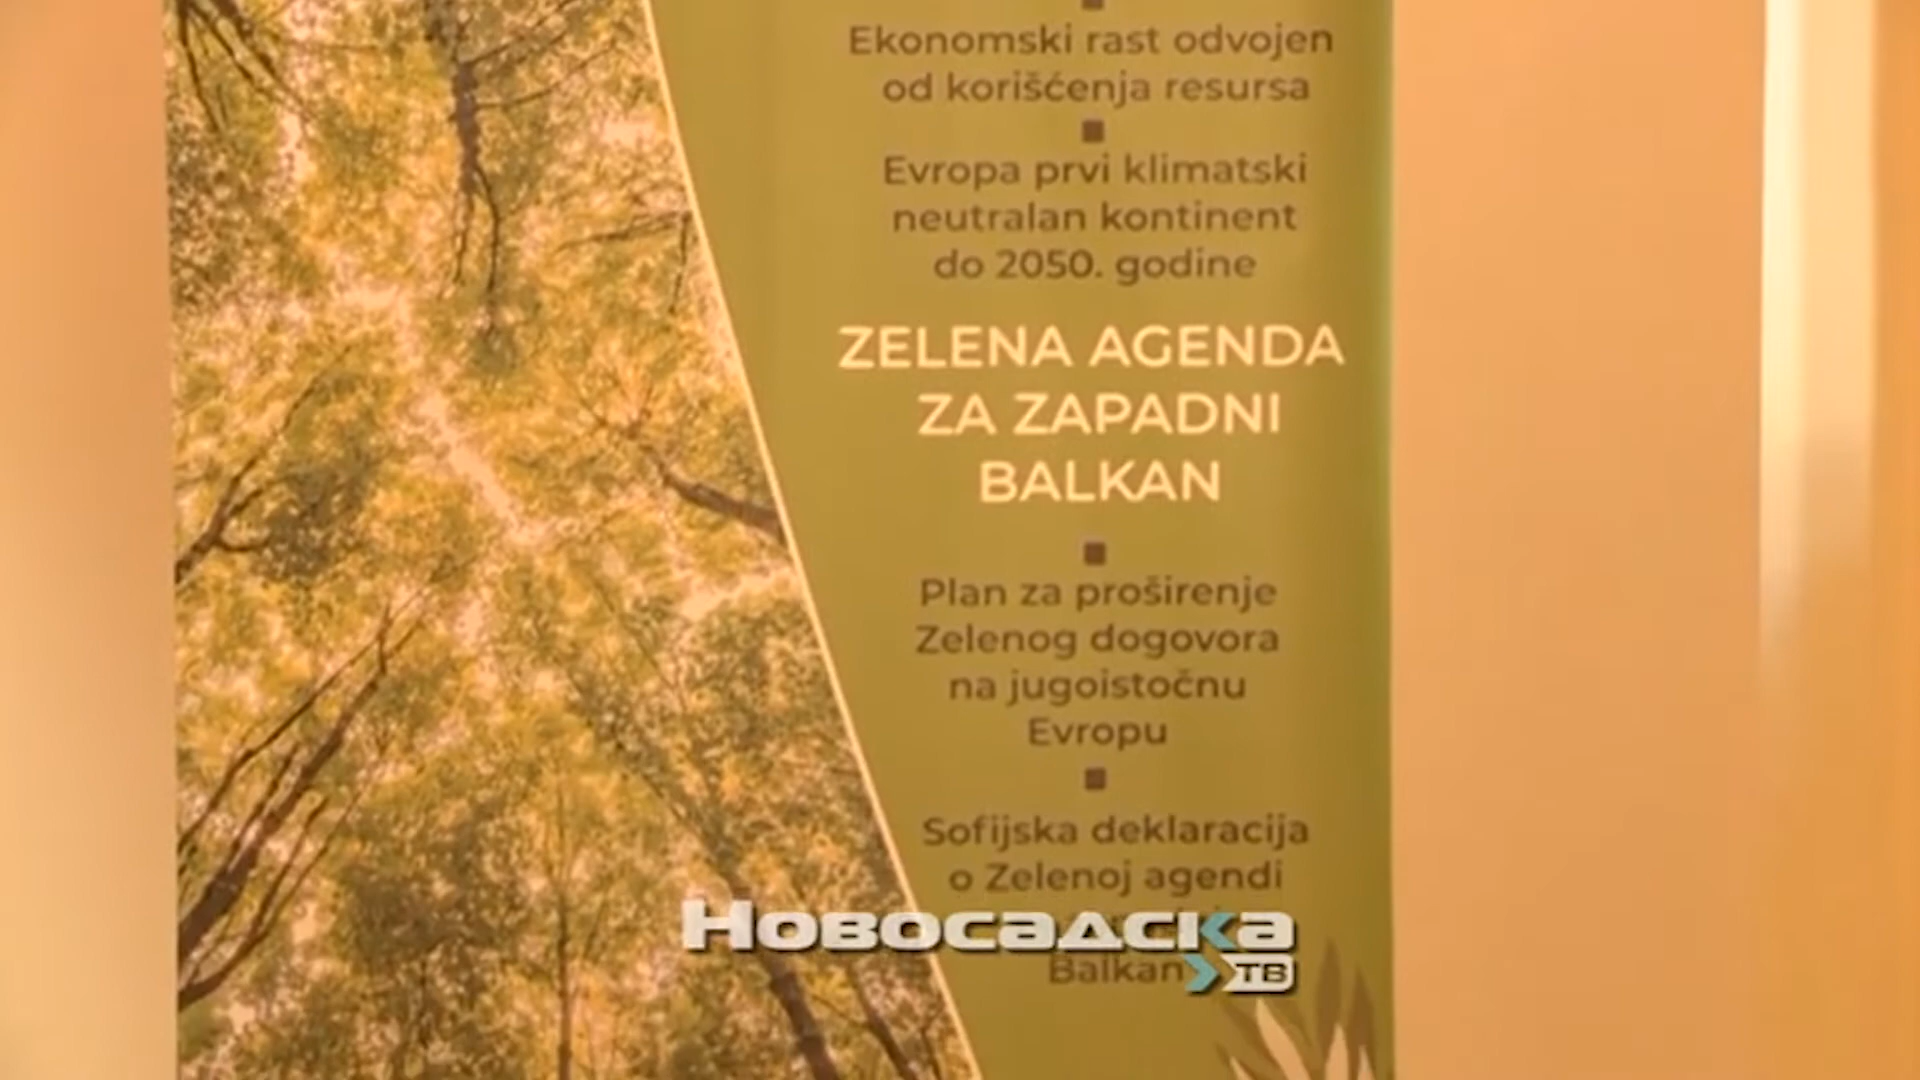 Ekonomski rast odvojen
od korišćenja resursa
Evropa prvi klimatski
neutralan kontinent
do 2050. godine
ZELENA AGENDA
ZA ZAPADNI
BALKAN
Plan za proširenje
Zelenog dogovora
na jugoistočnu
Evropu
Sofijska deklaracija
o Zelenoj agendi
Новосадска
Balkan
ТВ